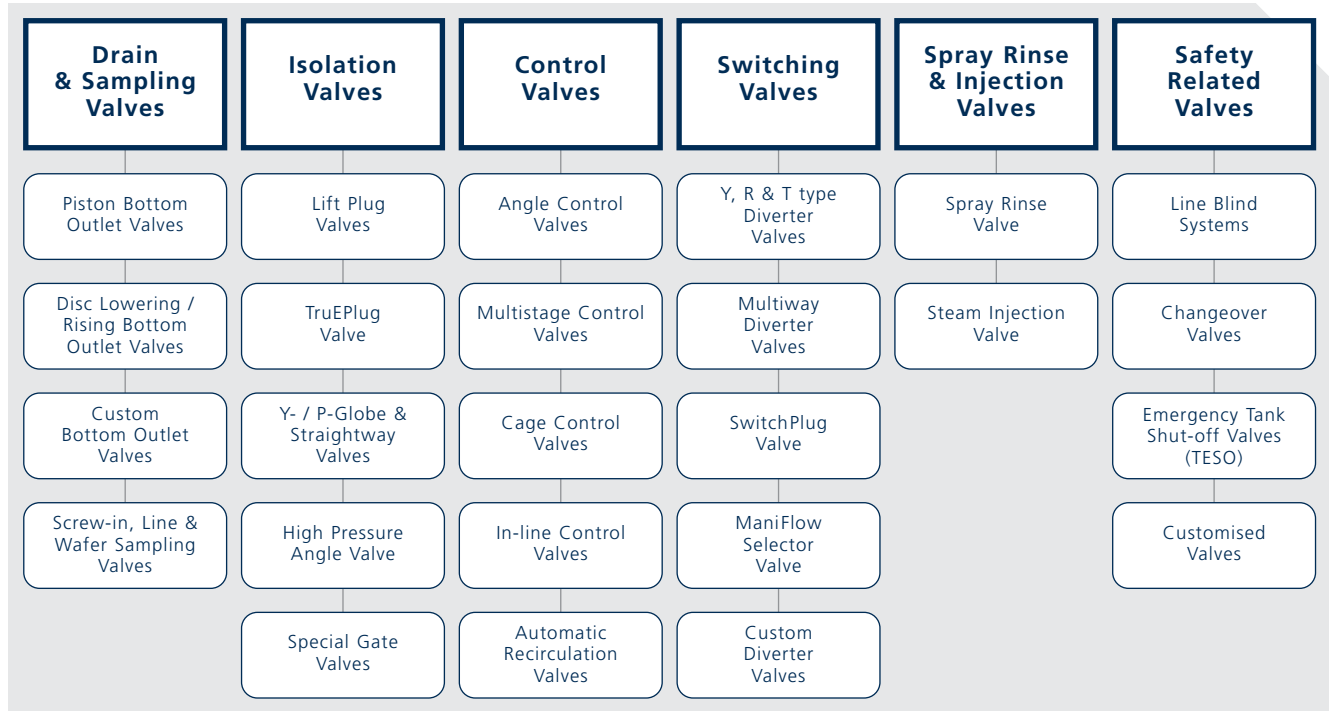 Drain
& Sampling
Valves
Piston Bottom
Outlet Valves
Disc Lowering /
Rising Bottom
Outlet Valves
Custom
Bottom Outlet
Valves
Screw-in, Line &
Wafer Sampling
Valves
Isolation
Valves
Lift Plug
Valves
TruEPlug
Valve
Y- / P-Globe &
Straightway
Valves
High Pressure
Angle Valve
Special Gate
Valves
Control
Valves
Angle Control
Valves
Multistage Control
Valves
Cage Control
Valves
In-line Control
Valves
Automatic
Recirculation
Valves
Switching
Valves
Y, R & T type
Diverter
Valves
Multiway
Diverter
Valves
SwitchPlug
Valve
ManiFlow
Selector
Valve
Custom
Diverter
Valves
Spray Rinse
& Injection
Valves
Spray Rinse
Valve
Steam Injection
Valve
Safety
Related
Valves
Line Blind
Systems
Changeover
Valves
Emergency Tank
Shut-off Valves
(TESO)
Customised
Valves